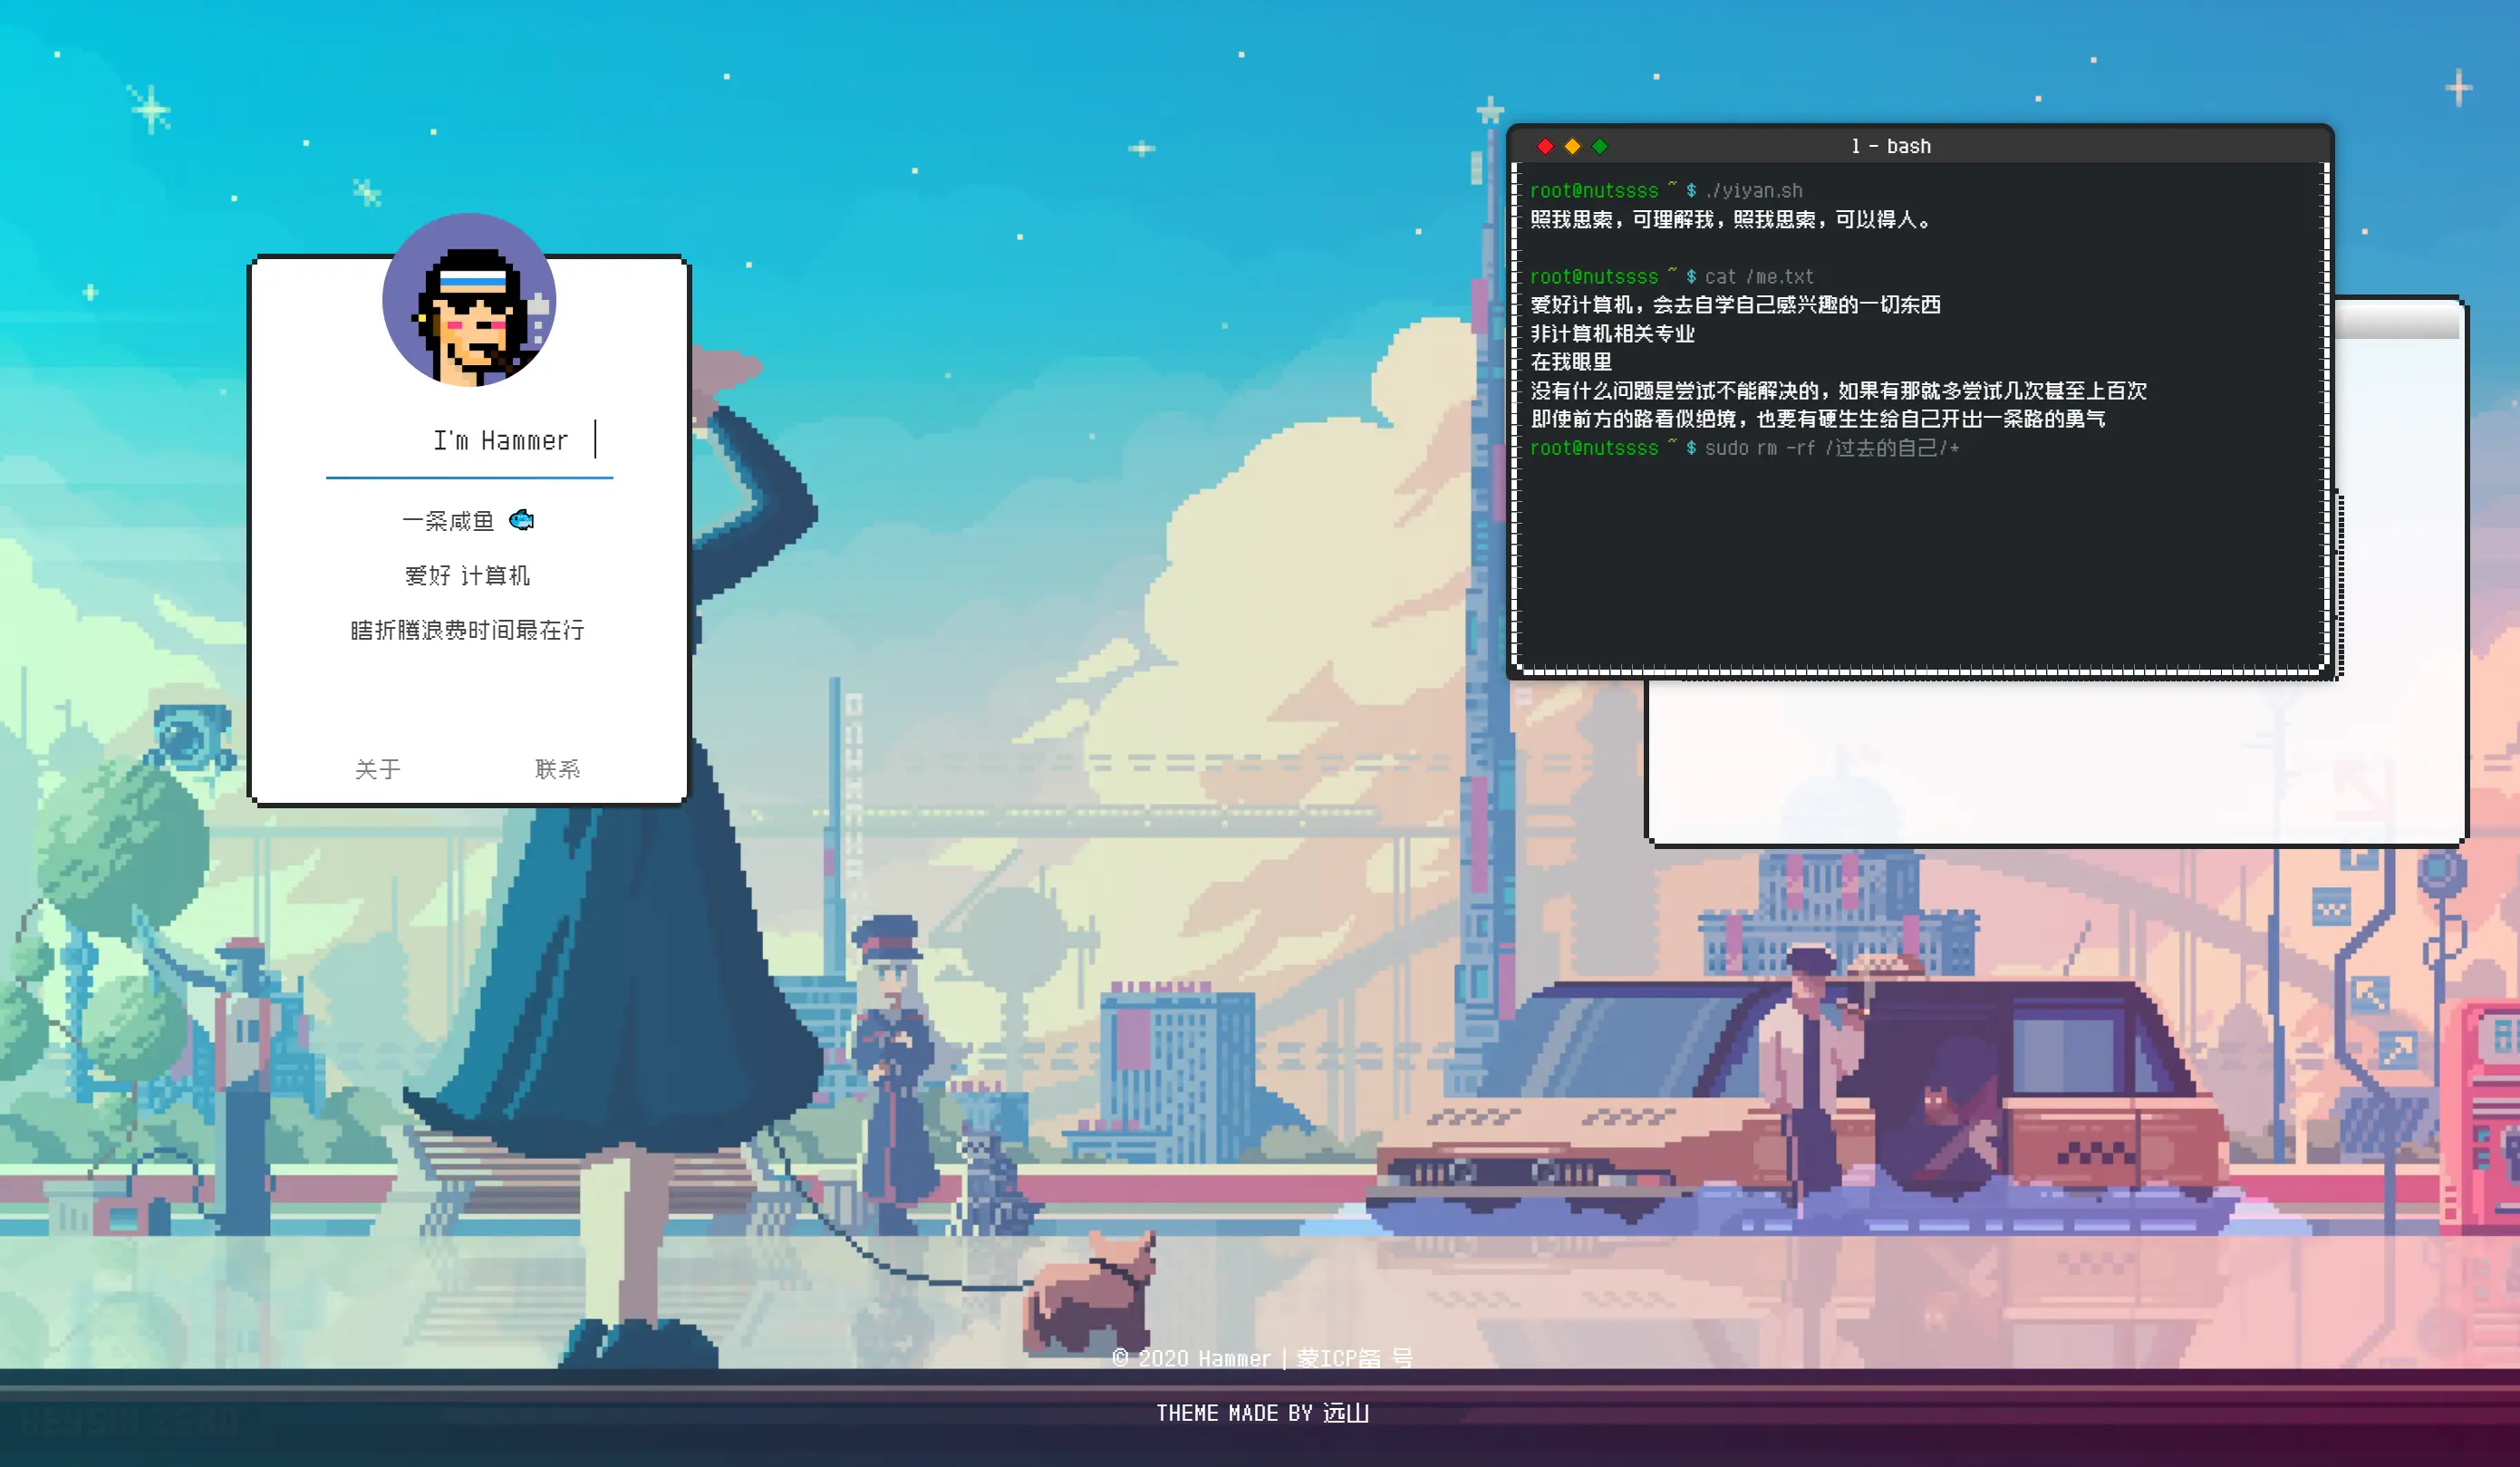 I'm Hammer
一条咸鱼
爱好 计算机
瞎折腾浪费时间最在行
关于 联系
1 - bash
root@nutssss ~ $ ./yiyan.sh
照我思索，可理解我，照我思索，可以得人。
root@nutssss ~ $ cat /me.txt
爱好计算机，会去自学自己感兴趣的一切东西
非计算机相关专业
在我眼里
没有什么问题是尝试不能解决的，如果有那就多尝试几次甚至上百次
即使前方的路看似绝境，也要有硬生生给自己开出一条路的勇气
root@nutssss ~ $ sudo rm -rf /过去的自己/*
© 2020 Hammer | 蒙ICP备 号
THEME MADE BY 远山